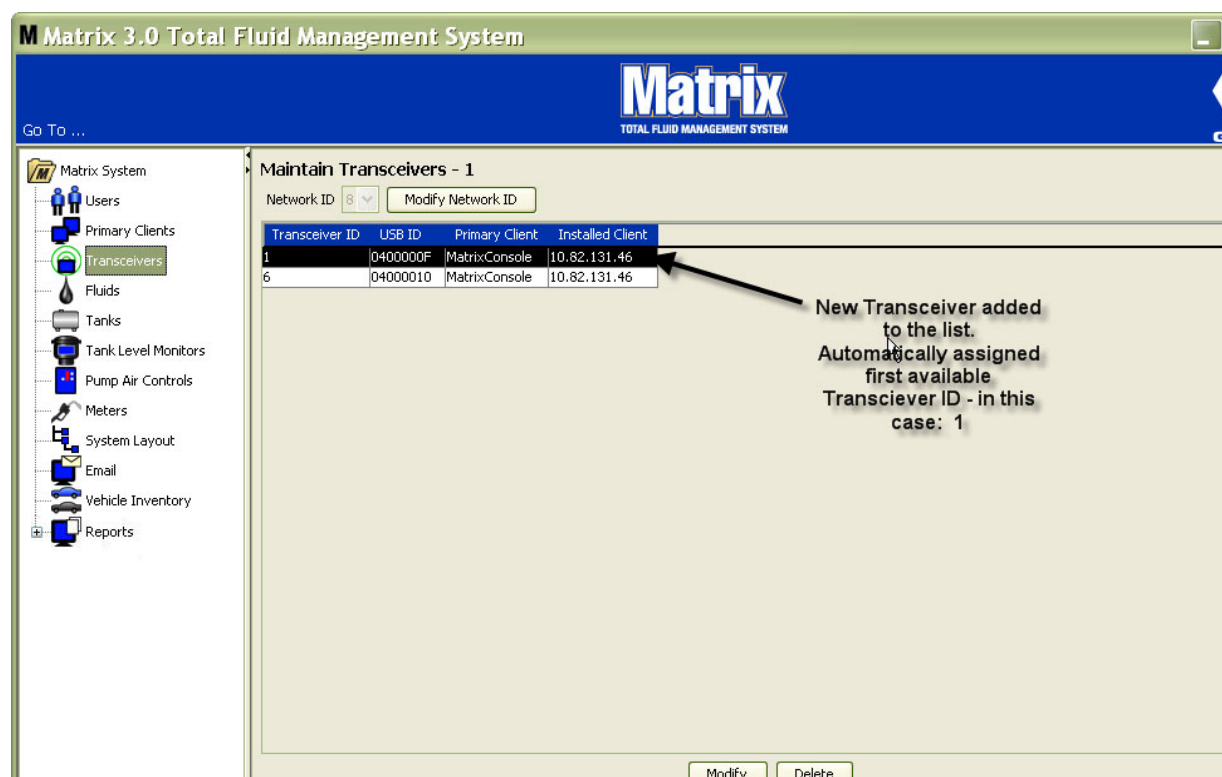 M Matrix 3.0 Total Fluid Management System
Matrix
TOTAL FLUID MANAGEMENT SYSTEM
Go To ...
Matrix System
Users
Primary Clients
Transceivers
Fluids
Tanks
Tank Level Monitors
Pump Air Controls
Meters
System Layout
Email
Vehicle Inventory
Reports
Maintain Transceivers - 1
Network ID 8 Modify Network ID
Transceiver ID USB ID Primary Client Installed Client
1 0400000F MatrixConsole 10.82.131.46
6 04000010 MatrixConsole 10.82.131.46
New Transceiver added
to the list.
Automatically assigned
first available
Transciever ID - in this
case: 1
Modify Delete